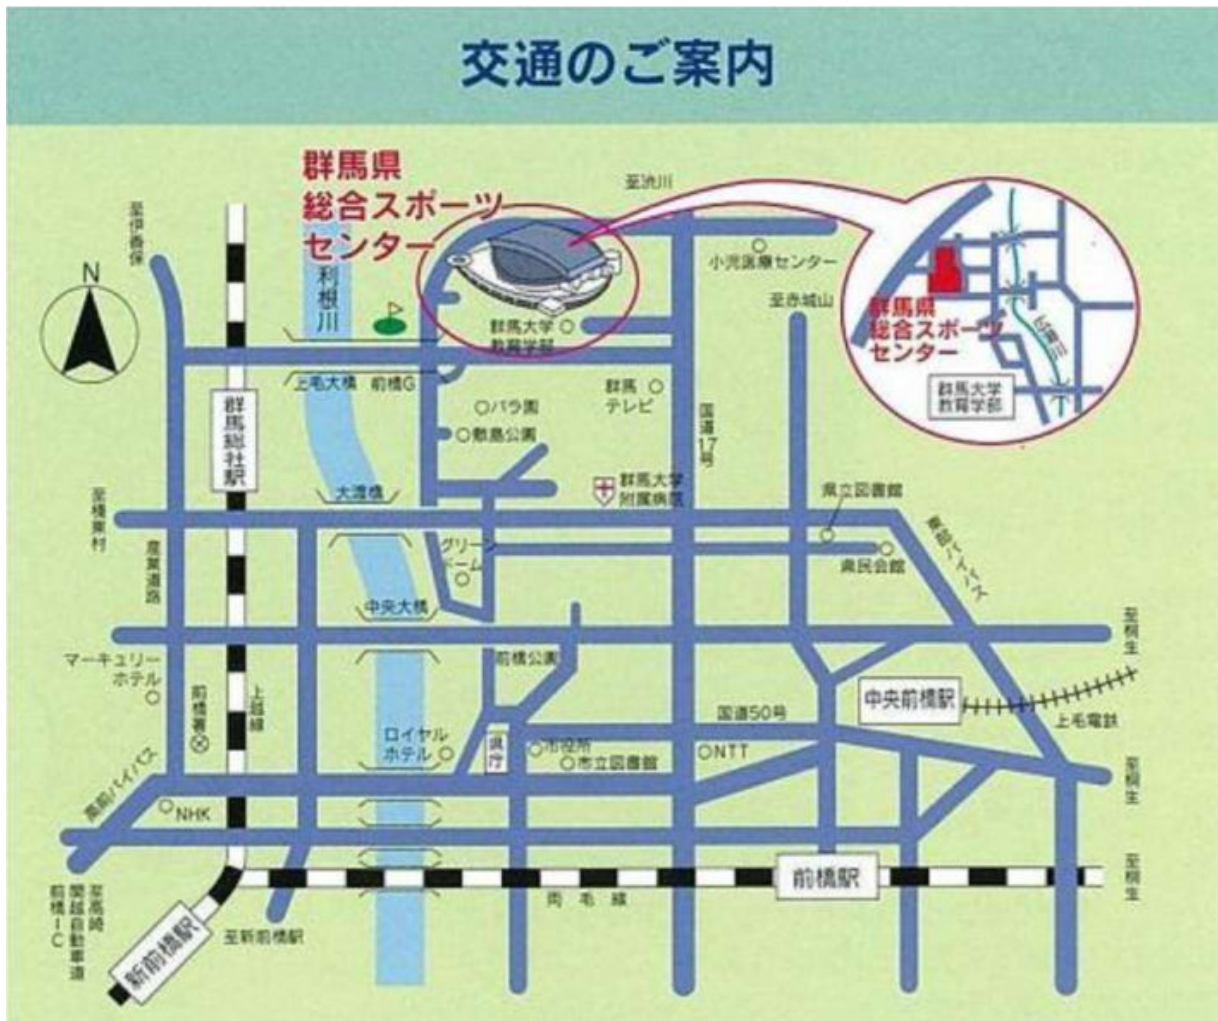 交通のご案内
群馬県
総合スポーツ
センター
至渋川
至伊香保
利根川
小児医療センター
至赤城山
群馬県
総合スポーツ
センター
群馬大学
教育学部
N
群馬大学
教育学部
上毛大橋
前橋G
群馬
テレビ
バラ園
敷島公園
国道17号
群馬総社駅
群馬大学
附属病院
大渡橋
県立図書館
至榛東村
産業道路
グリーン
ドーム
県民会館
東部バイパス
中央大橋
至桐生
マーキュリー
ホテル
前橋公園
前橋署
上越線
中央前橋駅
上毛電鉄
国道50号
ロイヤル
ホテル
県庁
市役所
市立図書館
NTT
至桐生
高前バイパス
NHK
前橋駅
至桐生
両毛線
至高崎
関越自動車道
前橋IC
新前橋駅
至新前橋駅